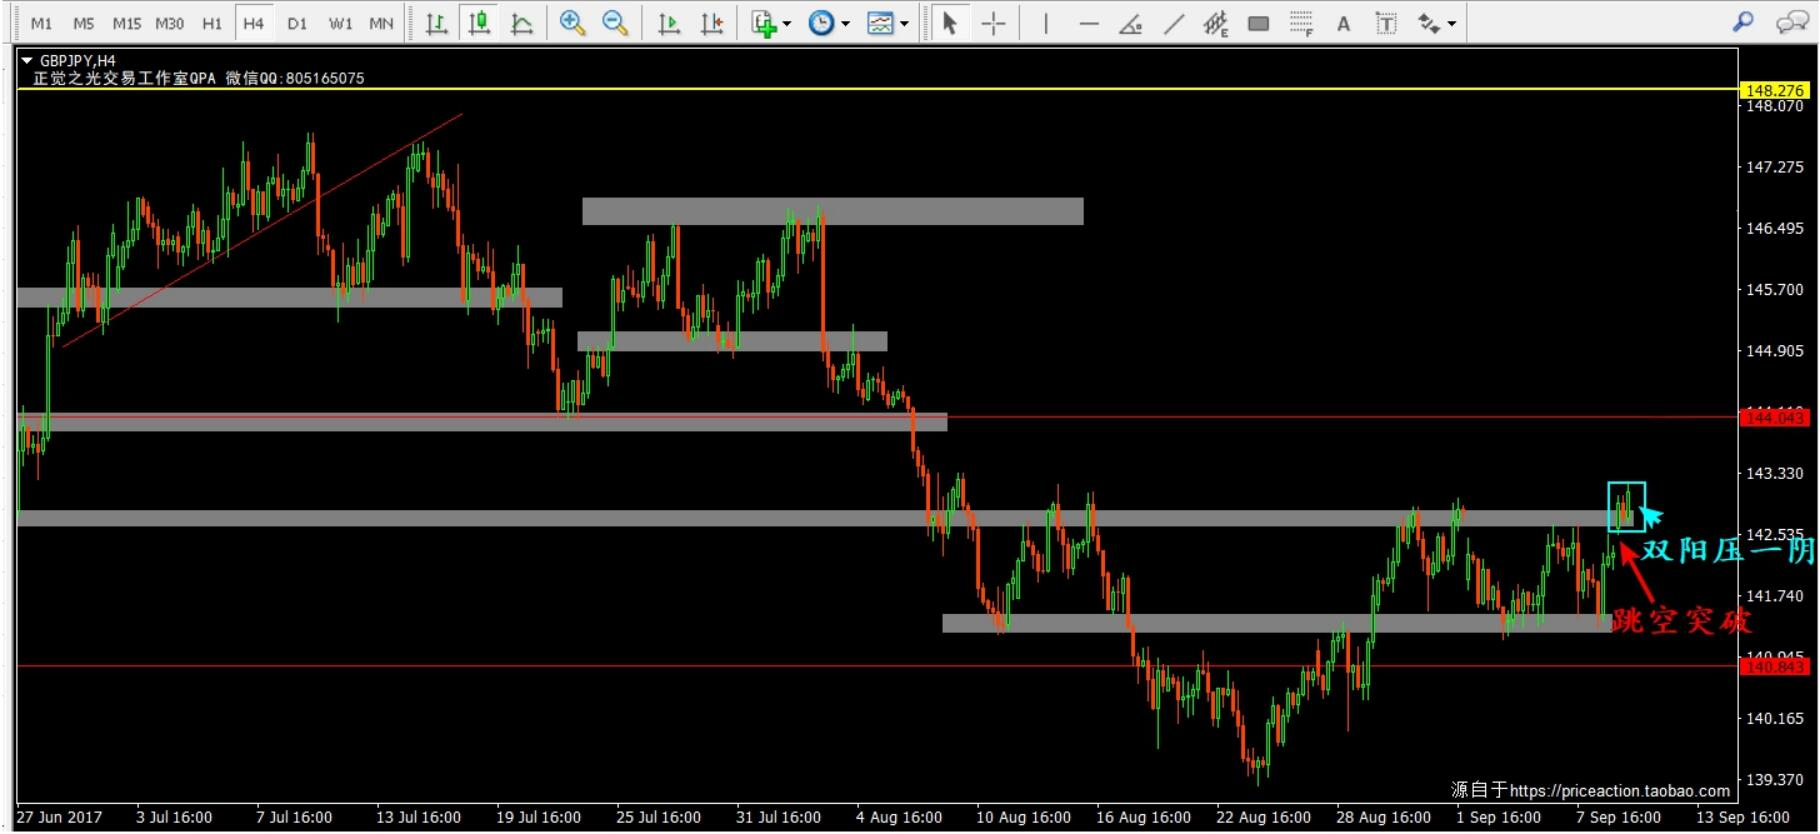 M1 M5 M15 M30 H1 H4 D1 W1 MN
E F A T
GBPJPY,H4
正觉之光交易工作室QPA 微信QQ:805165075
148.276
148.070
147.275
146.495
145.700
144.905
144.043
143.330
142.535
双阳压一阴
141.740
跳空突破
140.945
140.843
140.165
139.370
源自于https://priceaction.taobao.com
27 Jun 2017 3 Jul 16:00 7 Jul 16:00 13 Jul 16:00 19 Jul 16:00 25 Jul 16:00 31 Jul 16:00 4 Aug 16:00 10 Aug 16:00 16 Aug 16:00 22 Aug 16:00 28 Aug 16:00 1 Sep 16:00 7 Sep 16:00 13 Sep 16:00